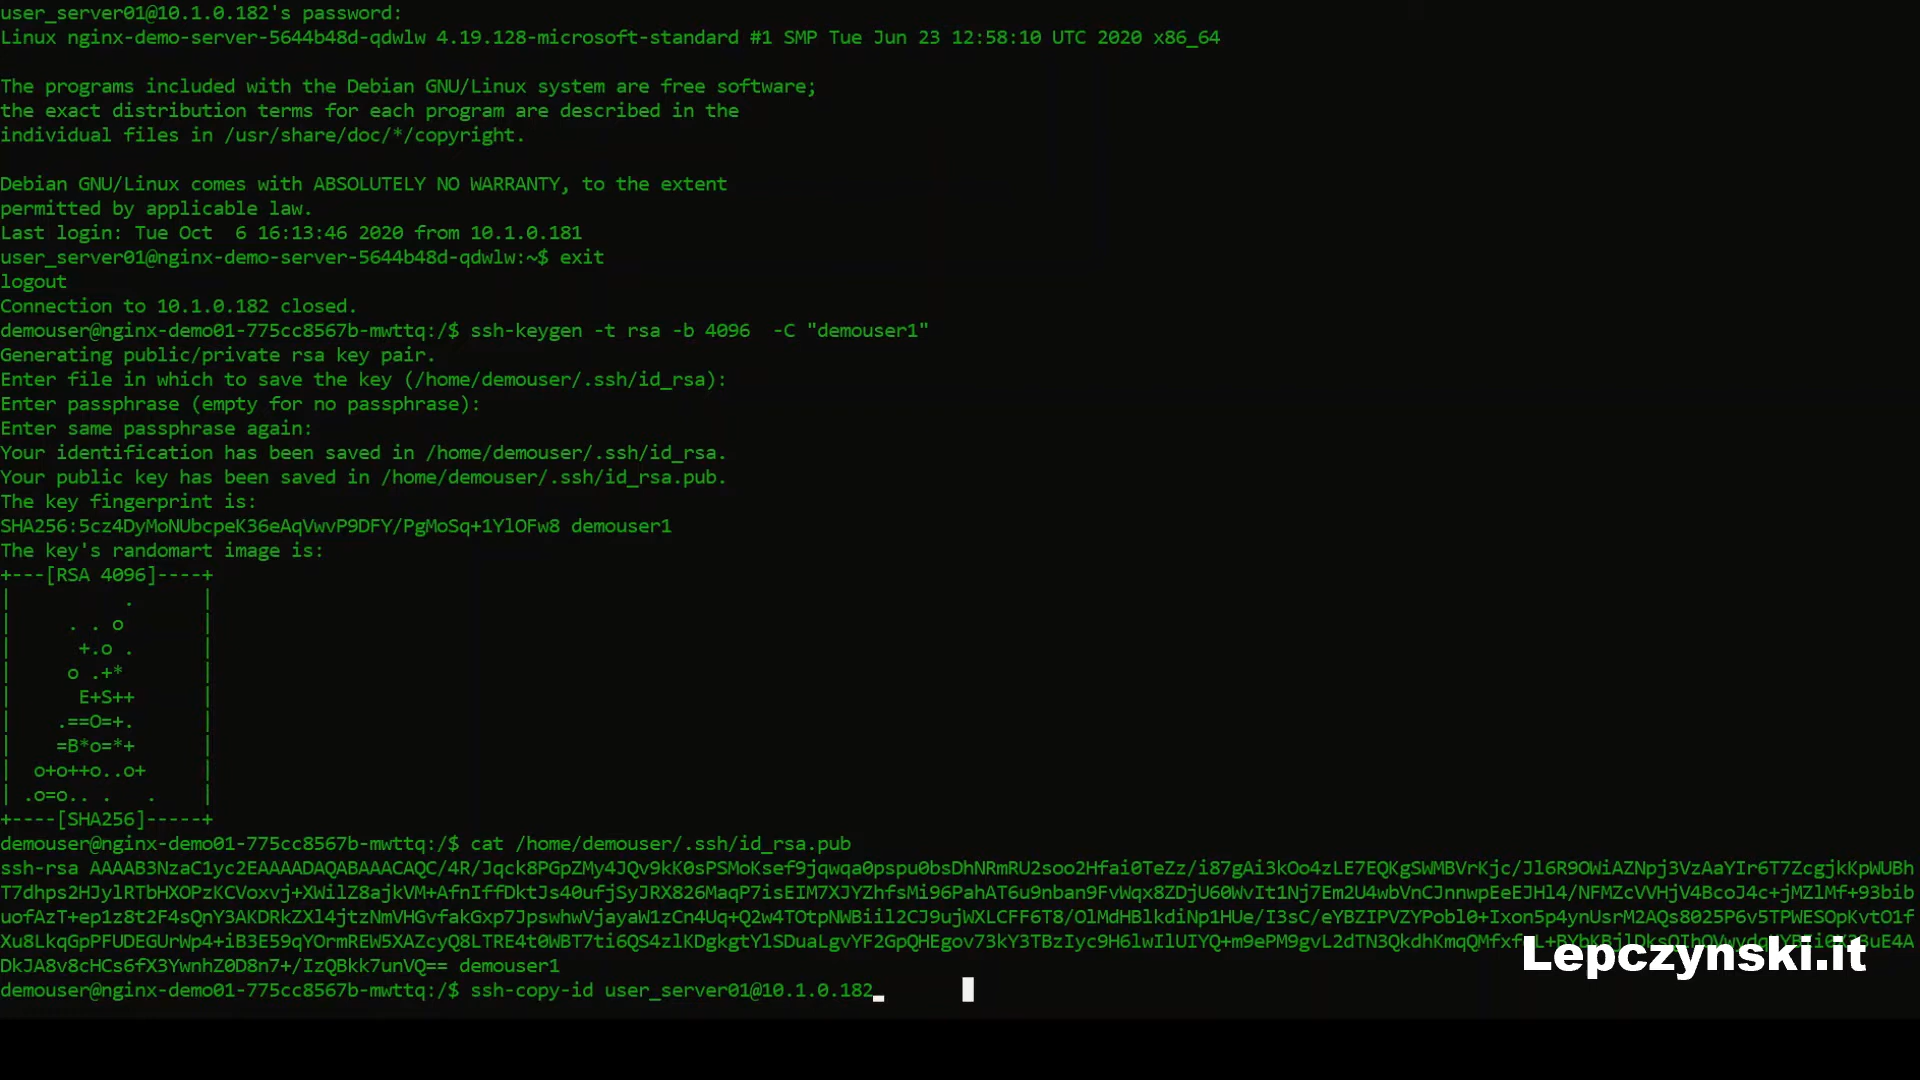 user_server01@10.1.0.182's password:
Linux nginx-demo-server-5644b48d-qdwlw 4.19.128-microsoft-standard #1 SMP Tue Jun 23 12:58:10 UTC 2020 x86_64
The programs included with the Debian GNU/Linux system are free software;
the exact distribution terms for each program are described in the
individual files in /usr/share/doc/*/copyright.
Debian GNU/Linux comes with ABSOLUTELY NO WARRANTY, to the extent
permitted by applicable law.
Last login: Tue Oct  6 16:13:46 2020 from 10.1.0.181
user_server01@nginx-demo-server-5644b48d-qdwlw:~$ exit
logout
Connection to 10.1.0.182 closed.
demouser@nginx-demo01-775cc8567b-mwttq:/$ ssh-keygen -t rsa -b 4096  -C "demouser1"
Generating public/private rsa key pair.
Enter file in which to save the key (/home/demouser/.ssh/id_rsa):
Enter passphrase (empty for no passphrase):
Enter same passphrase again:
Your identification has been saved in /home/demouser/.ssh/id_rsa.
Your public key has been saved in /home/demouser/.ssh/id_rsa.pub.
The key fingerprint is:
SHA256:5cz4DyMoNUbcpeK36eAqVwvP9DFY/PgMoSq+1YlOFw8 demouser1
The key's randomart image is:
+---[RSA 4096]----+
|          .      |
|     . . o       |
|      +.o .      |
|     o .+*       |
|      E+S++      |
|    .==O=+.      |
|    =B*o=*+      |
|  o+o++o..o+     |
| .o=o.. .   .    |
+----[SHA256]-----+
demouser@nginx-demo01-775cc8567b-mwttq:/$ cat /home/demouser/.ssh/id_rsa.pub
ssh-rsa AAAAB3NzaC1yc2EAAAADAQABAAACAQC/4R/Jqck8PGpZMy4JQv9kK0sPSMoKsef9jqwqa0pspu0bsDhNRmRU2soo2Hfai0TeZz/i87gAi3kOo4zLE7EQKgSWMBVrKjc/Jl6R9OWiAZNpj3VzAaYIr6T7ZcgjkKpWUBh
T7dhps2HJylRTbHXOPzKCVoxvj+XWilZ8ajkVM+AfnIffDktJs40ufjSyJRX826MaqP7isEIM7XJYZhfsMi96PahAT6u9nban9FvWqx8ZDjU60WvIt1Nj7Em2U4wbVnCJnnwpEeEJHl4/NFMZcVVHjV4BcoJ4c+jMZlMf+93bib
uofAzT+ep1z8t2F4sQnY3AKDRkZXl4jtzNmVHGvfakGxp7JpswhwVjayaW1zCn4Uq+Q2w4TOtpNWBiil2CJ9ujWXLCFF6T8/OlMdHBlkdiNp1HUe/I3sC/eYBZIPVZYPobl0+Ixon5p4ynUsrM2AQs8025P6v5TPWESOpKvtO1f
DkJA8v8cHCs6fX3YwnhZ0D8n7+/IzQBkk7unVQ== demouser1
demouser@nginx-demo01-775cc8567b-mwttq:/$ ssh-copy-id user_server01@10.1.0.182
Lepczynski.it